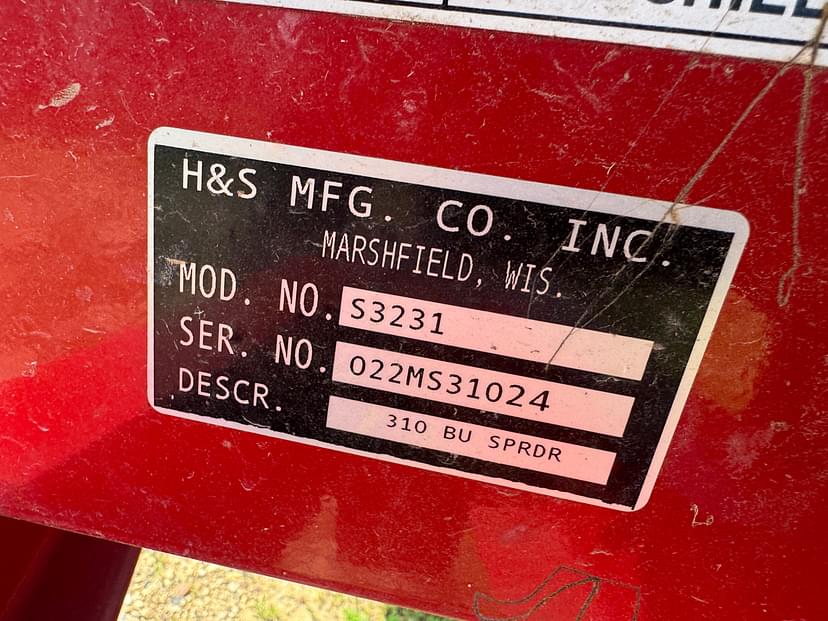 H&S MFG. CO. INC.
MARSHFIELD, WIS.
MOD. NO. S3231
SER. NO. 022MS31024
DESCR. 310 BU SPRDR